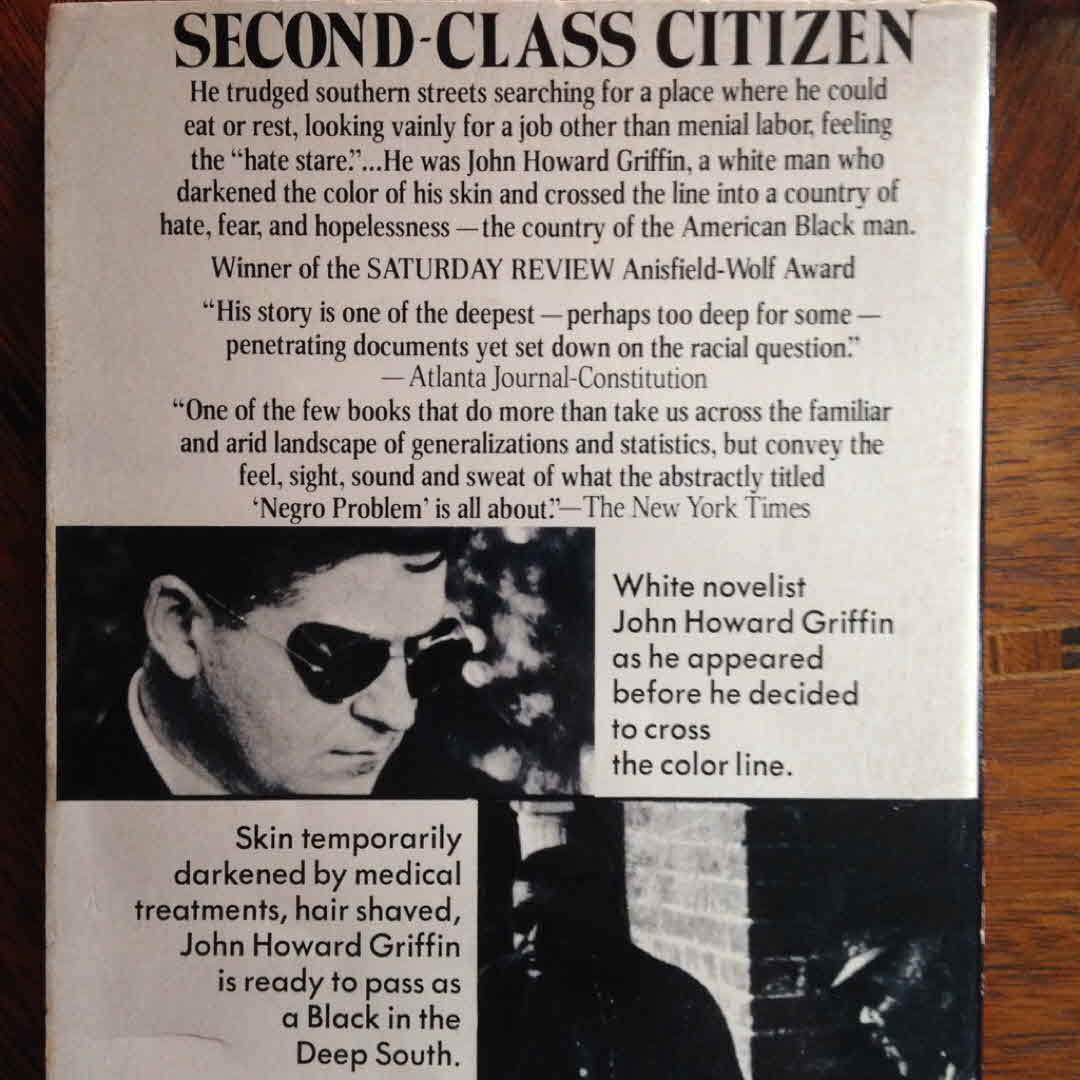 SECOND-CLASS CITIZEN
He trudged southern streets searching for a place where he could
eat or rest, looking vainly for a job other than menial labor, feeling
the “hate stare.”...He was John Howard Griffin, a white man who
darkened the color of his skin and crossed the line into a country of
hate, fear, and hopelessness — the country of the American Black man.
Winner of the SATURDAY REVIEW Anisfield-Wolf Award
“His story is one of the deepest — perhaps too deep for some —
penetrating documents yet set down on the racial question.”
— Atlanta Journal-Constitution
“One of the few books that do more than take us across the familiar
and arid landscape of generalizations and statistics, but convey the
feel, sight, sound and sweat of what the abstractly titled
‘Negro Problem’ is all about.”—The New York Times
White novelist
John Howard Griffin
as he appeared
before he decided
to cross
the color line.
Skin temporarily
darkened by medical
treatments, hair shaved,
John Howard Griffin
is ready to pass as
a Black in the
Deep South.